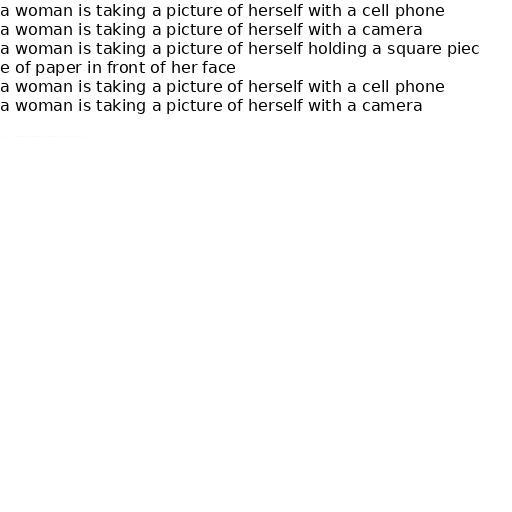 a woman is taking a picture of herself with a cell phone
a woman is taking a picture of herself with a camera
a woman is taking a picture of herself holding a square piec
e of paper in front of her face
a woman is taking a picture of herself with a cell phone
a woman is taking a picture of herself with a camera